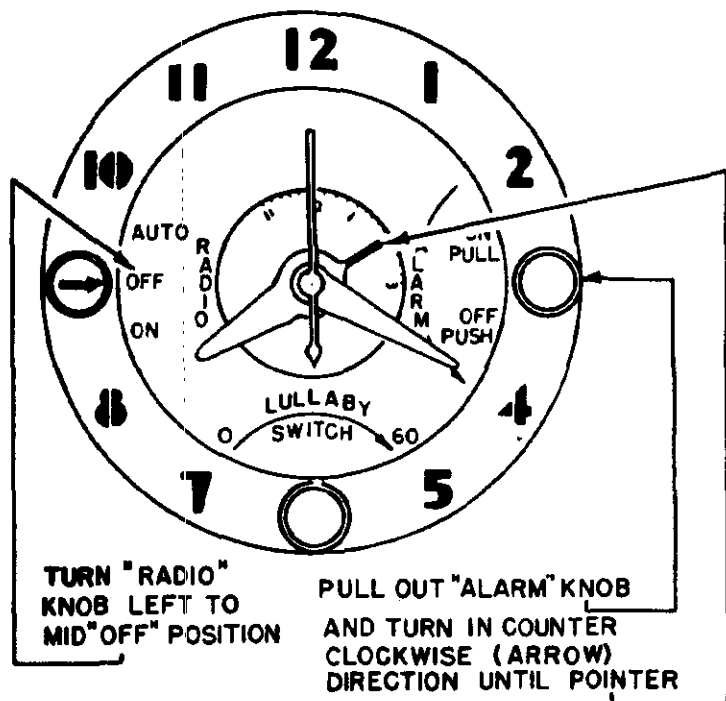 12
11
1
10
2
AUTO
RADIO
ALARM
ON
PULL
OFF
OFF
PUSH
ON
8
4
LULLABY
0
SWITCH
60
7
5
TURN "RADIO"
KNOB LEFT TO
MID"OFF" POSITION
PULL OUT "ALARM" KNOB
AND TURN IN COUNTER
CLOCKWISE (ARROW)
DIRECTION UNTIL POINTER